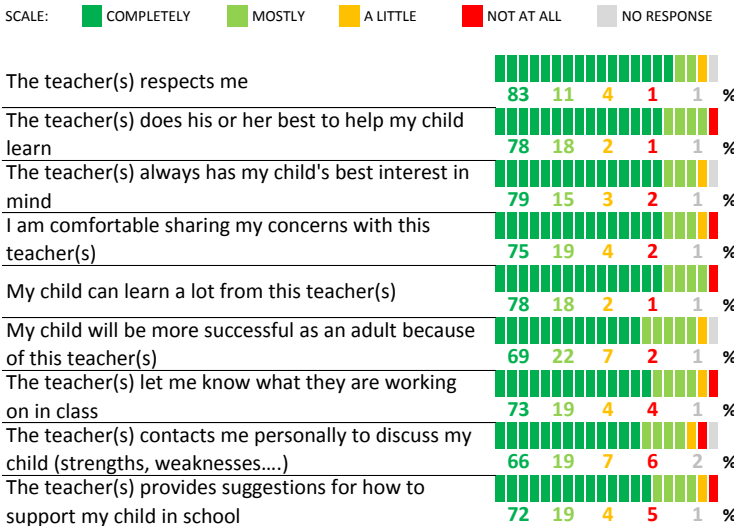 SCALE: COMPLETELY MOSTLY A LITTLE NOT AT ALL NO RESPONSE
The teacher(s) respects me
83 11 4 1 1 %
The teacher(s) does his or her best to help my child
learn
78 18 2 1 1 %
The teacher(s) always has my child's best interest in
mind
79 15 3 2 1 %
I am comfortable sharing my concerns with this
teacher(s)
75 19 4 2 1 %
My child can learn a lot from this teacher(s)
78 18 2 1 1 %
My child will be more successful as an adult because
of this teacher(s)
69 22 7 2 1 %
The teacher(s) let me know what they are working
on in class
73 19 4 4 1 %
The teacher(s) contacts me personally to discuss my
child (strengths, weaknesses....)
66 19 7 6 2 %
The teacher(s) provides suggestions for how to
support my child in school
72 19 4 5 1 %